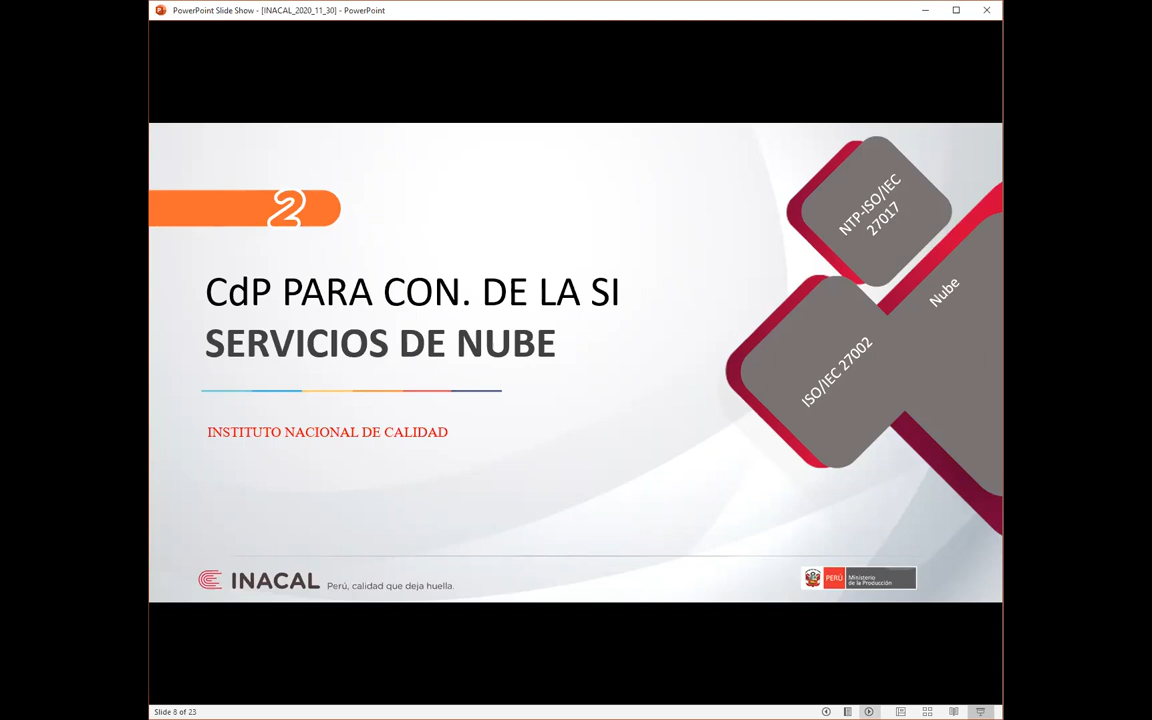 PowerPoint Slide Show - [INACAL_2020_11_30] - PowerPoint
2
CdP PARA CON. DE LA SI
SERVICIOS DE NUBE
INSTITUTO NACIONAL DE CALIDAD
NTP-ISO/IEC
27017
Nube
ISO/IEC 27002
INACAL Perú, calidad que deja huella.
PERÚ Ministerio
de la Producción
Slide 8 of 23